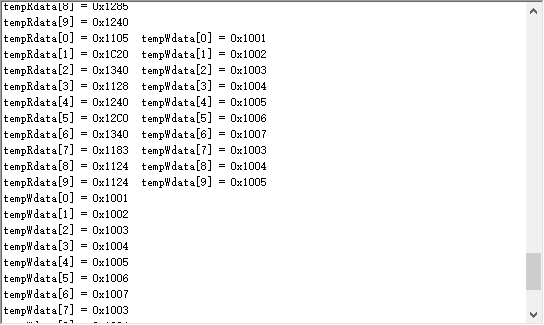 tempRdata[8] = 0x1285
tempRdata[9] = 0x1240
tempRdata[0] = 0x1105  tempWdata[0] = 0x1001
tempRdata[1] = 0x1C20  tempWdata[1] = 0x1002
tempRdata[2] = 0x1340  tempWdata[2] = 0x1003
tempRdata[3] = 0x1128  tempWdata[3] = 0x1004
tempRdata[4] = 0x1240  tempWdata[4] = 0x1005
tempRdata[5] = 0x12C0  tempWdata[5] = 0x1006
tempRdata[6] = 0x1340  tempWdata[6] = 0x1007
tempRdata[7] = 0x1183  tempWdata[7] = 0x1003
tempRdata[8] = 0x1124  tempWdata[8] = 0x1004
tempRdata[9] = 0x1124  tempWdata[9] = 0x1005
tempWdata[0] = 0x1001
tempWdata[1] = 0x1002
tempWdata[2] = 0x1003
tempWdata[3] = 0x1004
tempWdata[4] = 0x1005
tempWdata[5] = 0x1006
tempWdata[6] = 0x1007
tempWdata[7] = 0x1003